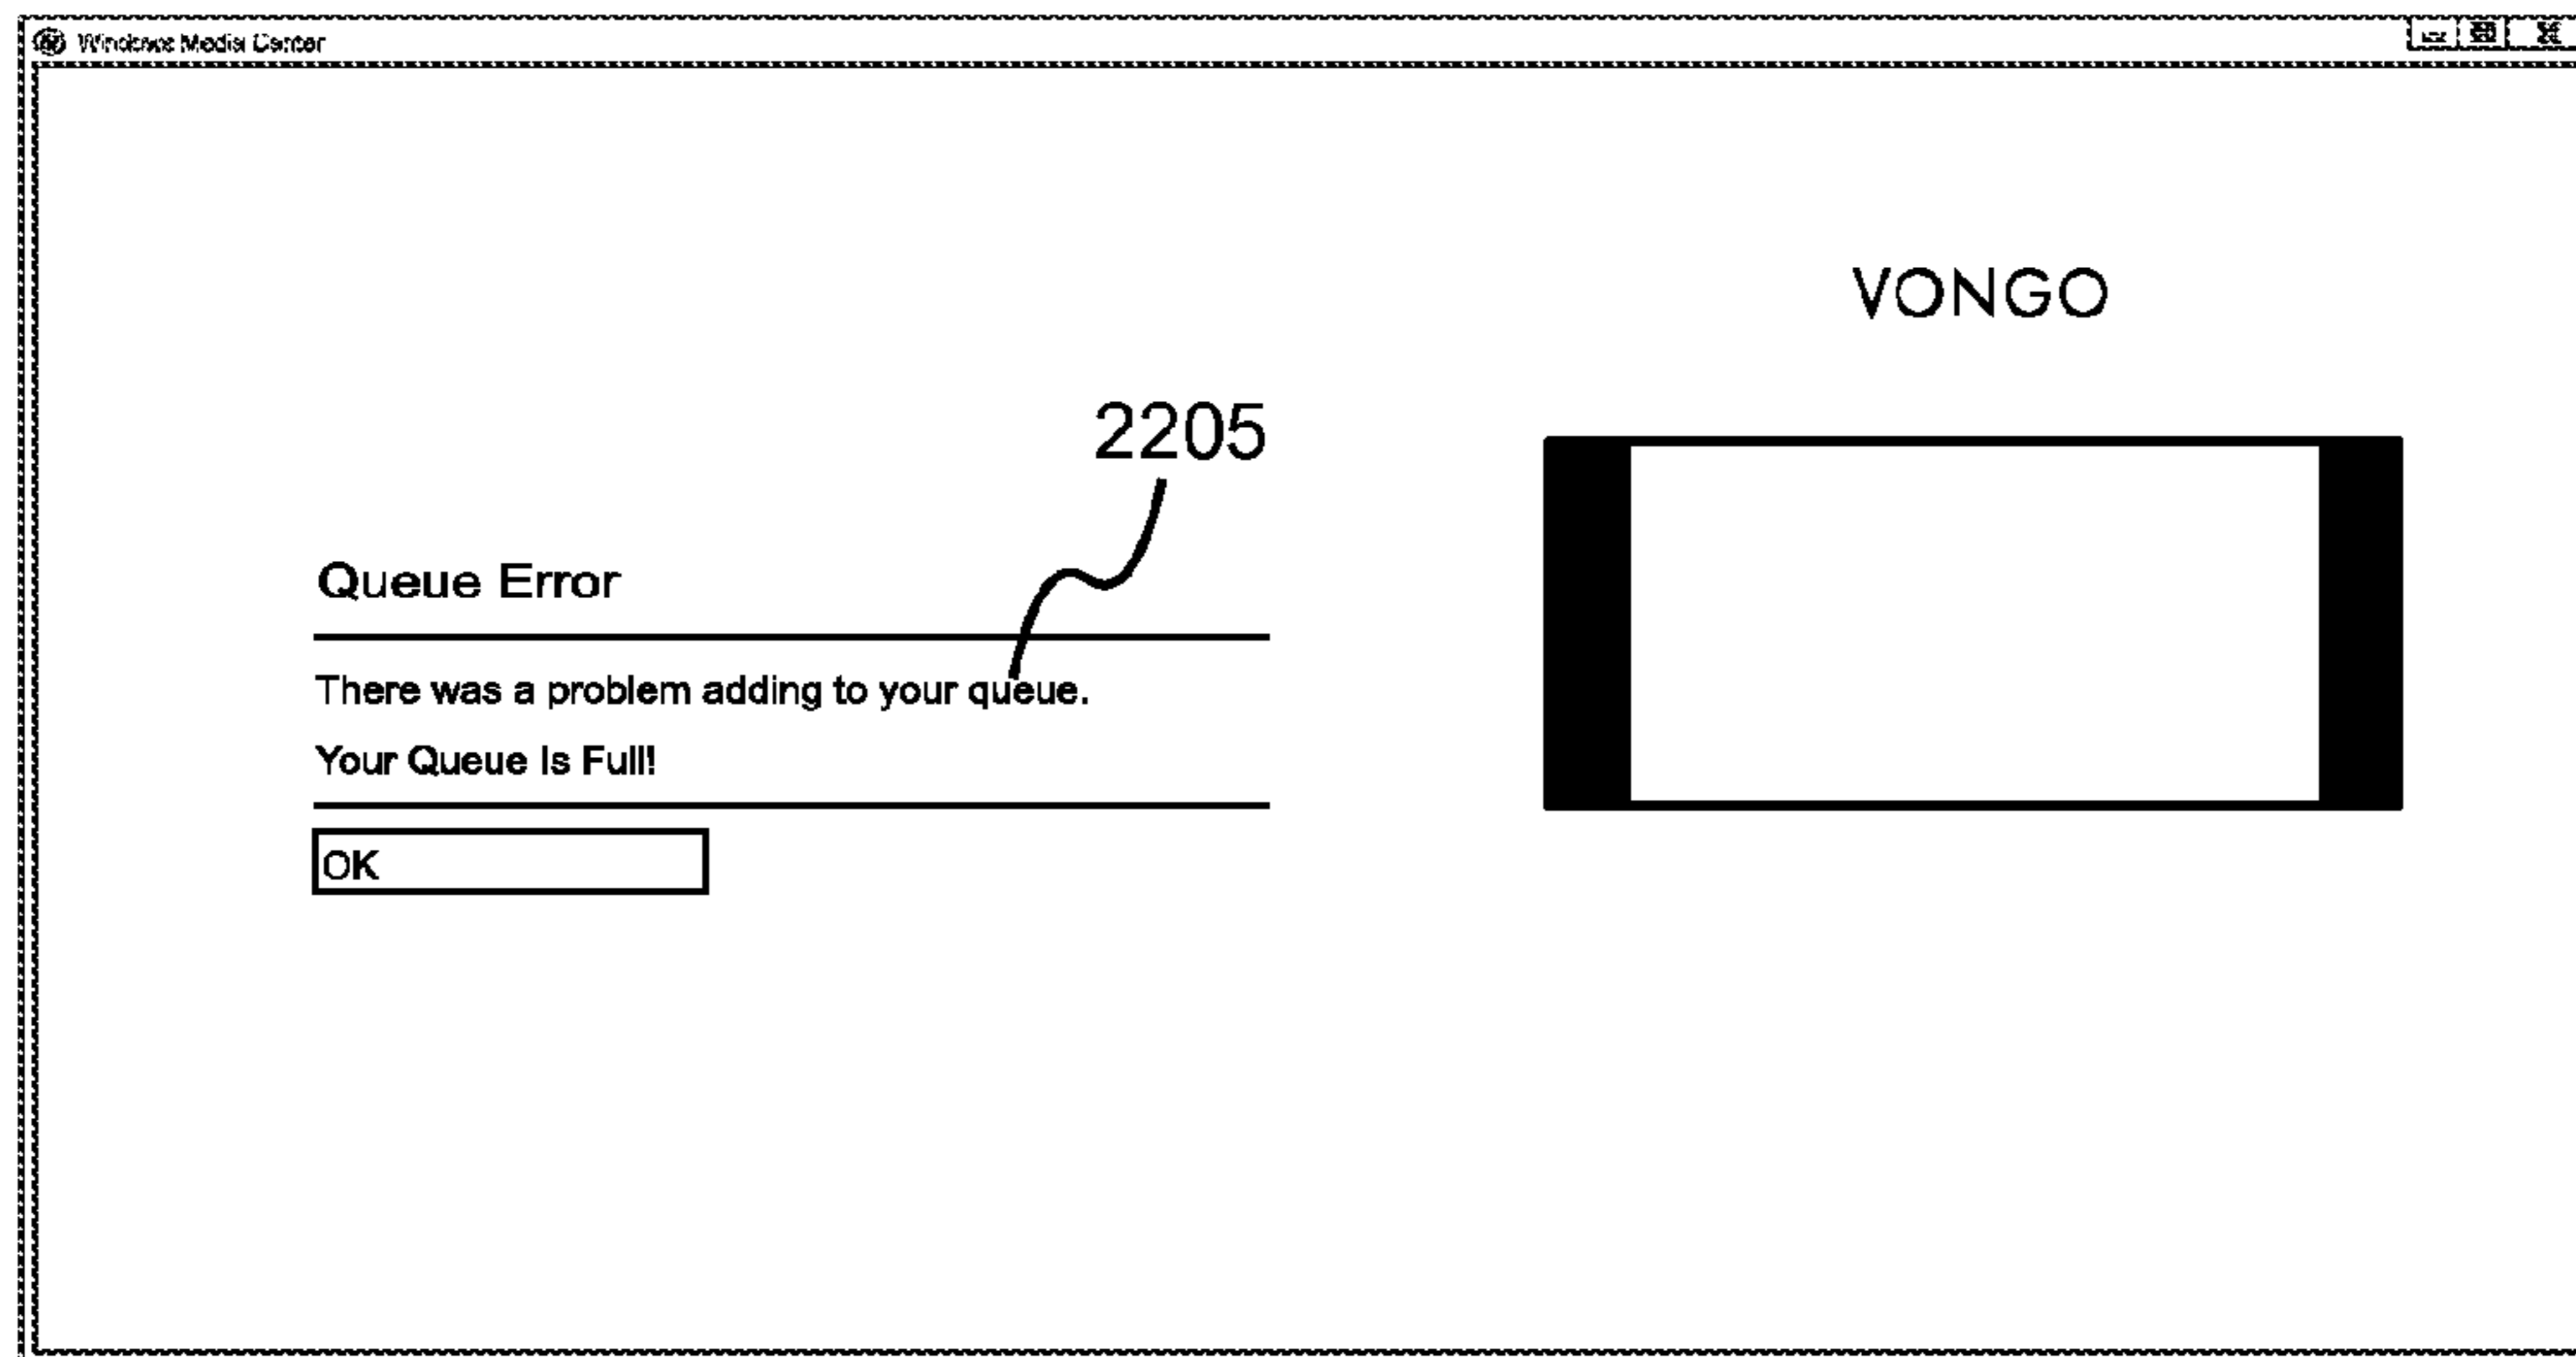 Windows Media Center
VONGO
2205
Queue Error
There was a problem adding to your queue.
Your Queue Is Full!
OK